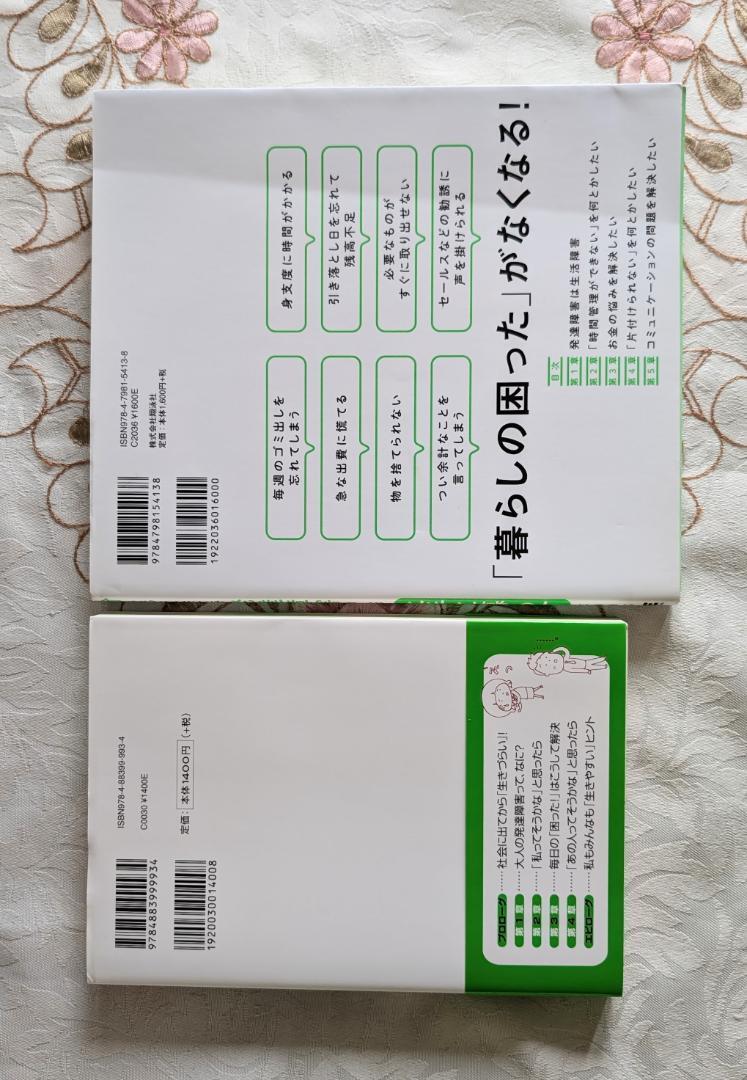 「暮らしの困った」がなくなる!
毎週のゴミ出しを
忘れてしまう
身支度に時間がかかる
急な出費に慌てる
引き落とし日を忘れて
残高不足
物を捨てられない
必要なものが
すぐに取り出せない
つい余計なことを
言ってしまう
セールスなどの勧誘に
声を掛けられる
目次
第1章 発達障害は生活障害
第2章 「時間管理ができない」を何とかしたい
第3章 お金の悩みを解決したい
第4章 「片付けられない」を何とかしたい
第5章 コミュニケーションの問題を解決したい
9784798154138
1922036016000
ISBN978-4-7981-5413-8
C2036 ¥1600E
株式会社翔泳社
定価:本体1,600円+税
9784883999934
1920030014008
ISBN978-4-88399-993-4
C0030 ¥1400E
定価:本体1400円(+税)
プロローグ……社会に出てから「生きづらい」!
第1章……大人の発達障害って、なに?
第2章……「私ってそうかな」と思ったら
第3章……毎日の「困った!」はこうして解決
第4章……「あの人ってそうかな」と思ったら
エピローグ……私もみんなも「生きやすい」ヒント